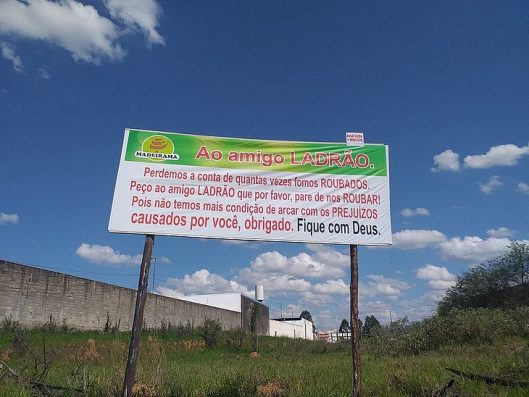 MADEIRAMA
Ao amigo LADRÃO.
Perdemos a conta de quantas vezes fomos ROUBADOS.
Peço ao amigo LADRÃO que por favor, pare de nos ROUBAR!
Pois não temos mais condição de arcar com os PREJUÍZOS
causados por você, obrigado. Fique com Deus.